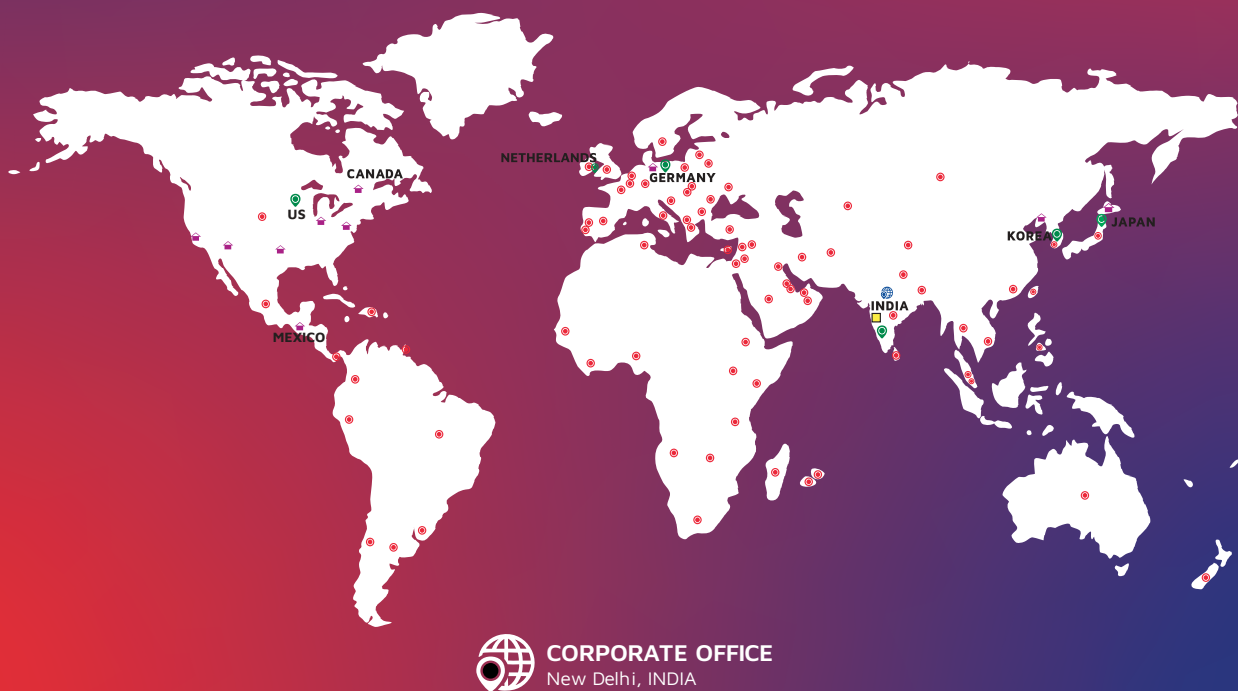 NETHERLANDS
CANADA
GERMANY
US
JAPAN
KOREA
INDIA
MEXICO
CORPORATE OFFICE
New Delhi, INDIA